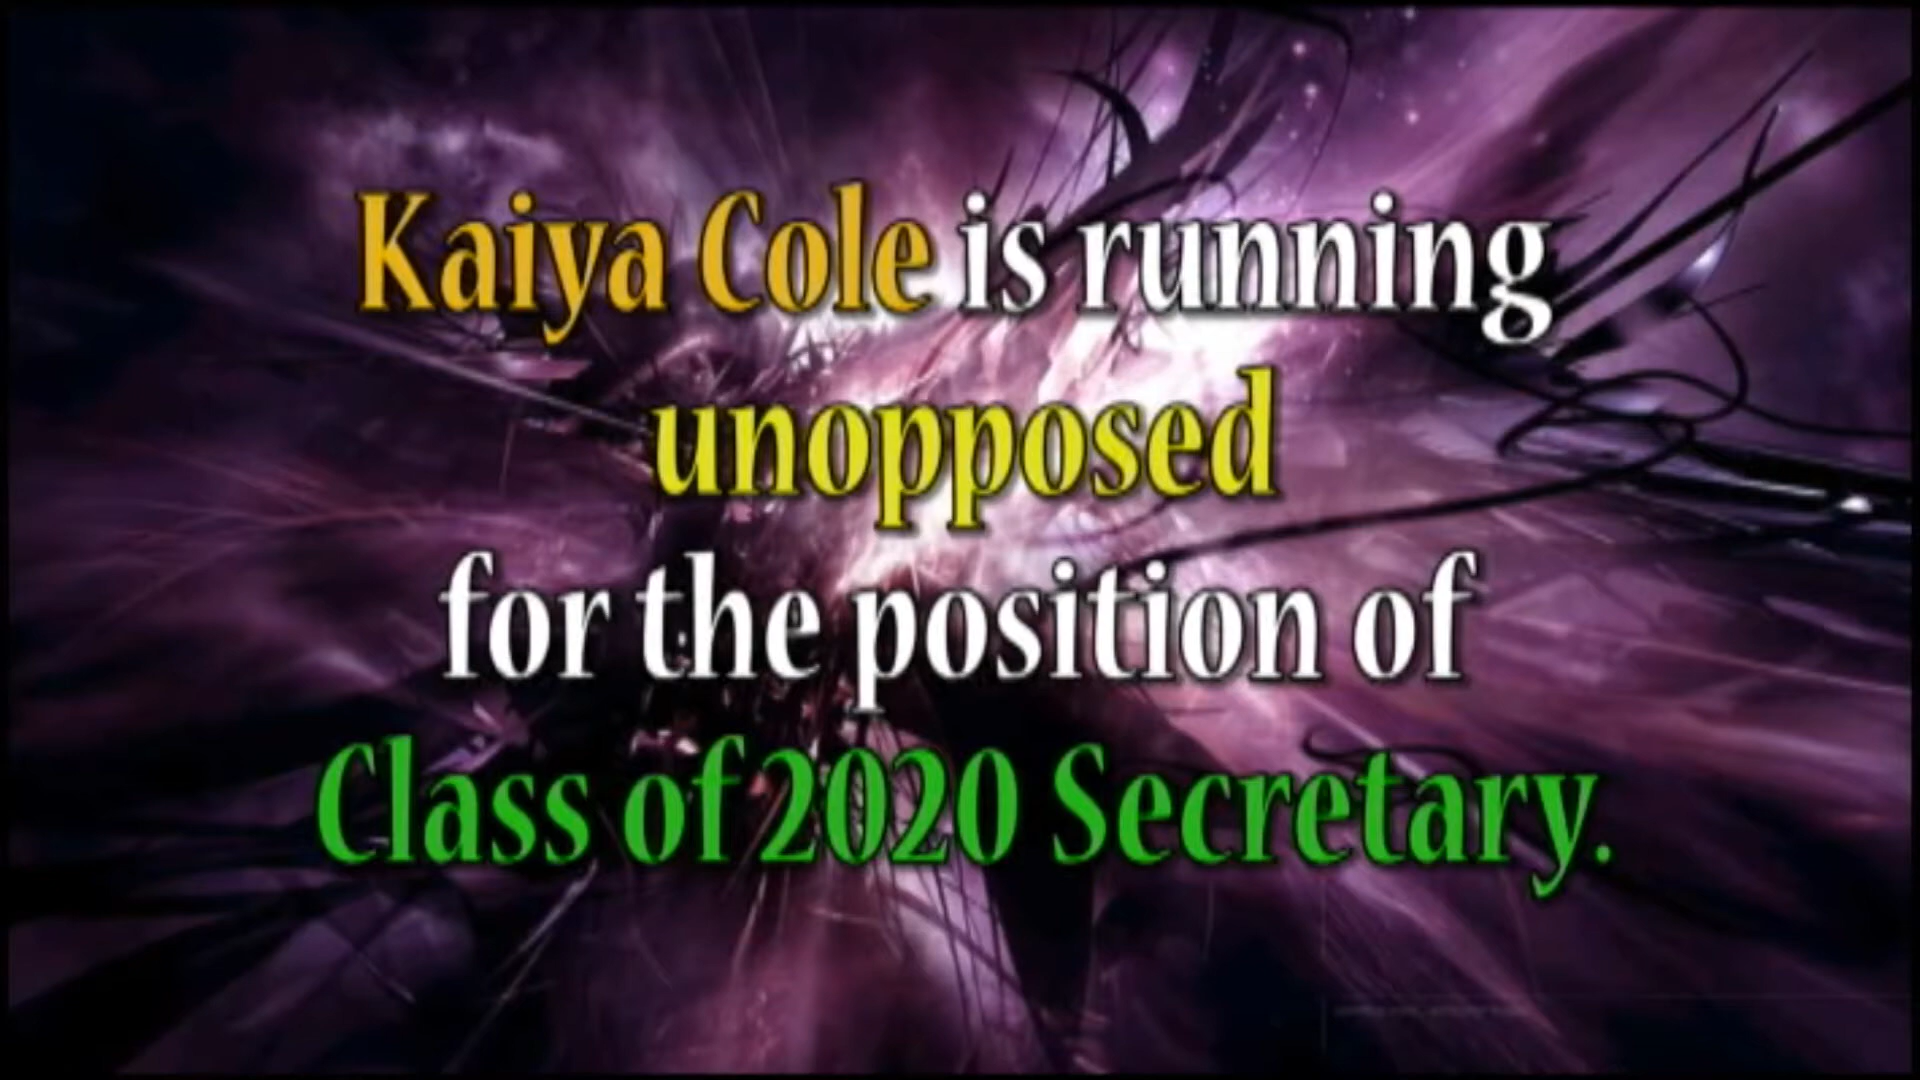 Kaiya Cole is running
unopposed
for the position of
Class of 2020 Secretary.